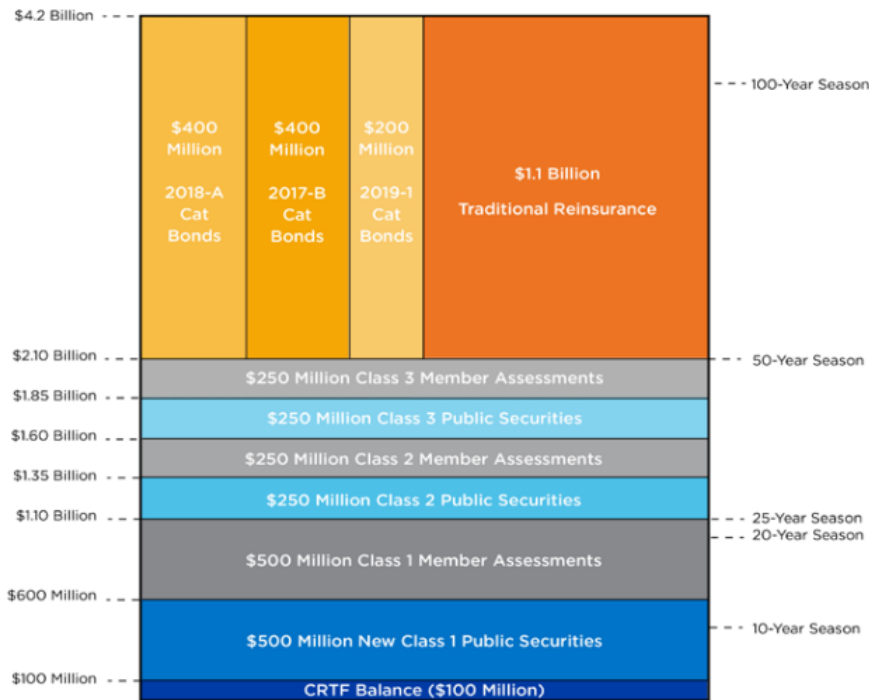 $4.2 Billion
100-Year Season
$400
Million
2018-A
Cat
Bonds
$400
Million
2017-B
Cat
Bonds
$200
Million
2019-1
Cat
Bonds
$1.1 Billion
Traditional Reinsurance
$2.10 Billion
50-Year Season
$250 Million Class 3 Member Assessments
$1.85 Billion
$250 Million Class 3 Public Securities
$1.60 Billion
$250 Million Class 2 Member Assessments
$1.35 Billion
$250 Million Class 2 Public Securities
$1.10 Billion
25-Year Season
20-Year Season
$500 Million Class 1 Member Assessments
$600 Million
10-Year Season
$500 Million New Class 1 Public Securities
$100 Million
CRTF Balance ($100 Million)